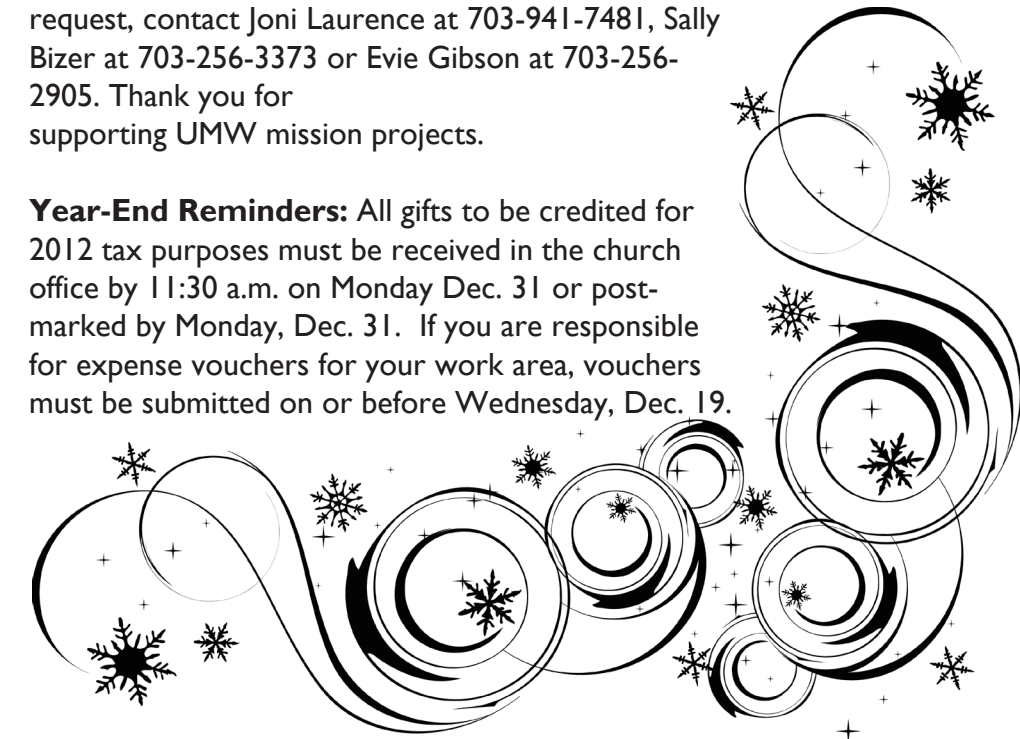 request, contact Joni Laurence at 703-941-7481, Sally
Bizer at 703-256-3373 or Evie Gibson at 703-256-
2905. Thank you for
supporting UMW mission projects.
Year-End Reminders: All gifts to be credited for
2012 tax purposes must be received in the church
office by 11:30 a.m. on Monday Dec. 31 or post-
marked by Monday, Dec. 31.  If you are responsible
for expense vouchers for your work area, vouchers
must be submitted on or before Wednesday, Dec. 19.